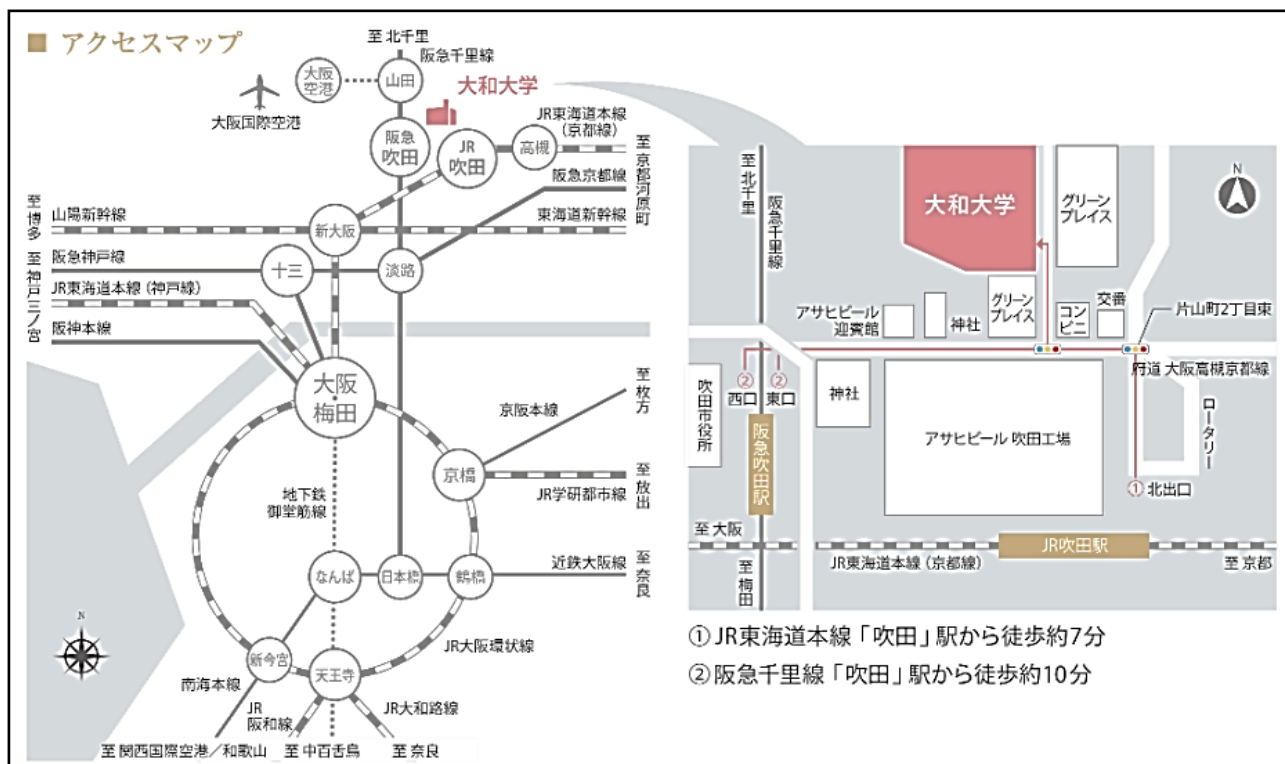 ■ アクセスマップ
至 北千里
阪急千里線
大阪
空港
山田
大和大学
大阪国際空港
JR東海道本線
(京都線)
阪急
吹田
JR
吹田
高槻
至 京都河原町
阪急京都線
至 博多
山陽新幹線
新大阪
東海道新幹線
至 神戸三ノ宮
阪急神戸線
十三
淡路
JR東海道本線(神戸線)
阪神本線
大阪
梅田
至 枚方
京阪本線
京橋
至 放出
JR学研都市線
地下鉄
御堂筋線
なんば
日本橋
鶴橋
近鉄大阪線
至 奈良
N
新今宮
天王寺
JR大阪環状線
南海本線
JR
阪和線
JR大和路線
至 関西国際空港/和歌山
至 中百舌鳥
至 奈良
至 北千里
阪急千里線
大和大学
グリーン
プレイス
N
アサヒビール
迎賓館
神社
グリーン
プレイス
コン
ビニ
交番
片山町2丁目東
府道 大阪高槻京都線
吹田市役所
②
西口
②
東口
神社
アサヒビール 吹田工場
ロータリー
阪急吹田駅
① 北出口
至 大阪
JR吹田駅
JR東海道本線(京都線)
至 京都
至 梅田
① JR東海道本線「吹田」駅から徒歩約7分
② 阪急千里線「吹田」駅から徒歩約10分